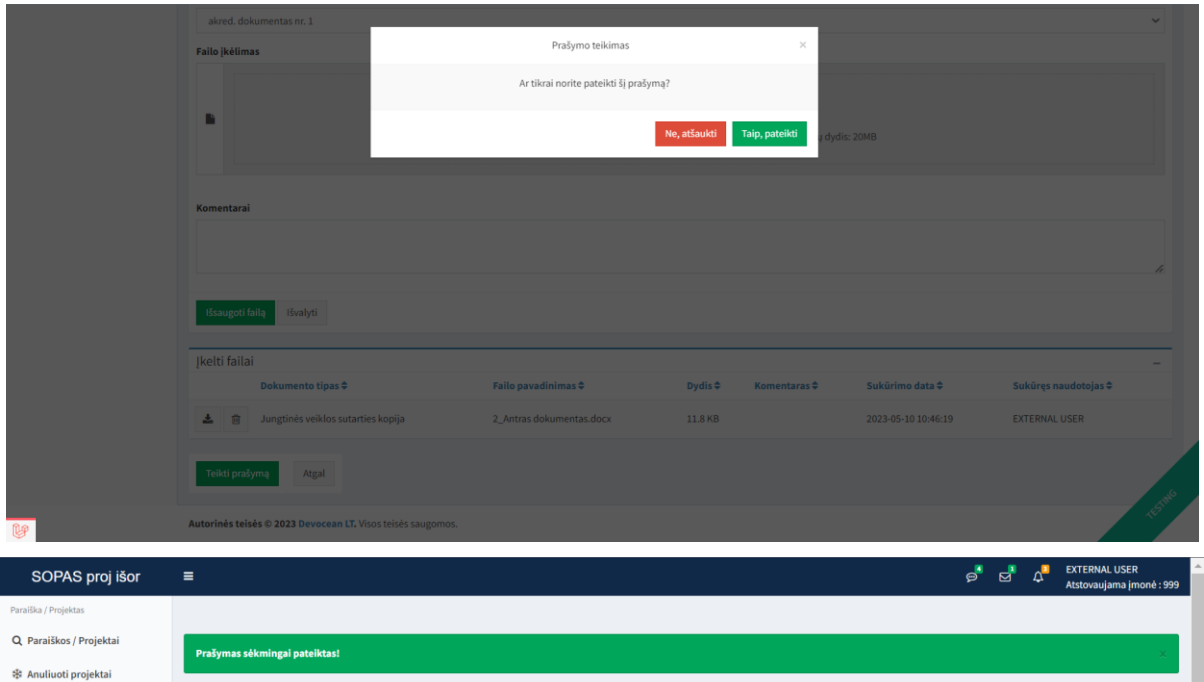 akred. dokumentas nr. 1
Prašymo teikimas ×
Failo įkėlimas
Ar tikrai norite pateikti šį prašymą?
Ne, atšaukti Taip, pateikti
dydis: 20MB
Komentarai
Išsaugoti failą Išvalyti
Įkelti failai
Dokumento tipas Failo pavadinimas Dydis Komentaras Sukūrimo data Sukūręs naudotojas
Jungtinės veiklos sutarties kopija 2_Antras dokumentas.docx 11.8 KB 2023-05-10 10:46:19 EXTERNAL USER
Teikti prašymą Atgal
TESTING
Autorinės teisės © 2023 Devocean LT. Visos teisės saugomos.
SOPAS proj išor 4 1 3 EXTERNAL USER
Atstovaujama įmonė : 999
Paraiška / Projektas
Paraiškos / Projektai
Prašymas sėkmingai pateiktas! ×
Anuliuoti projektai